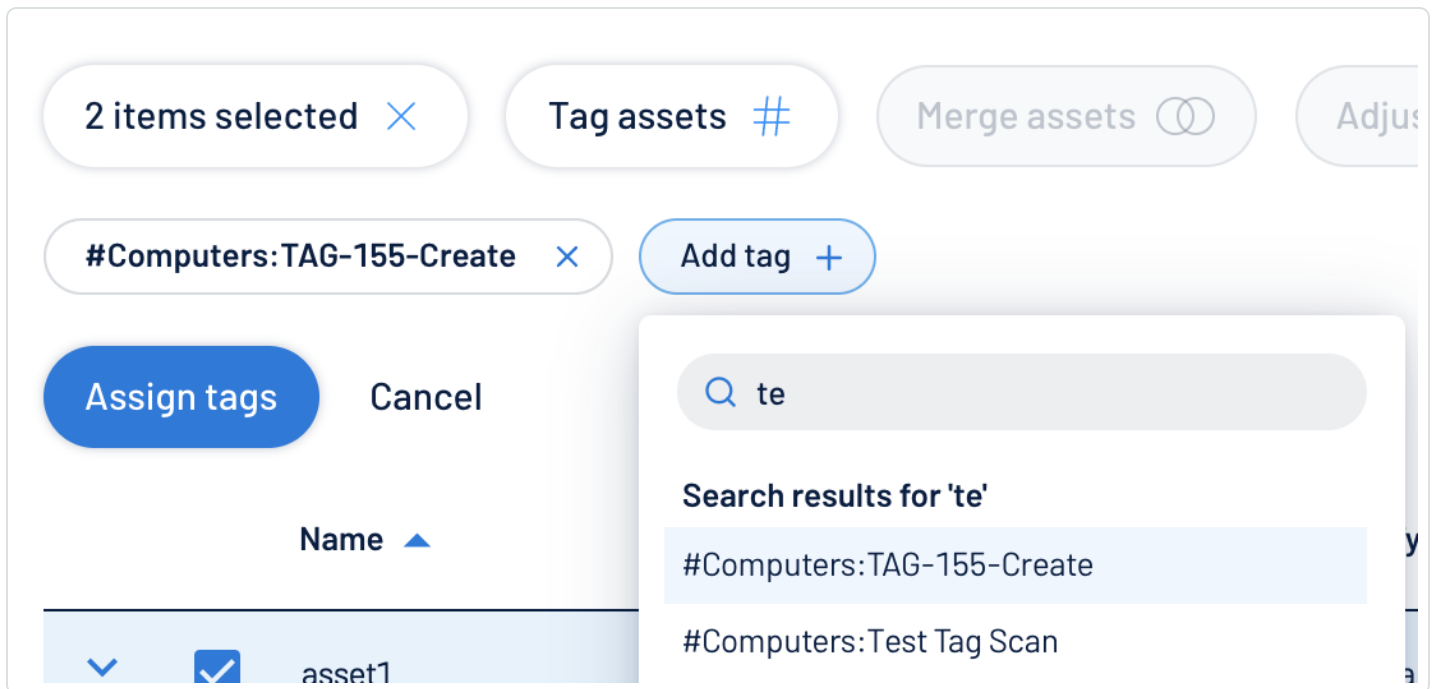 2 items selected
Tag assets
Merge assets
#Computers:TAG-155-Create
Add tag
Assign tags
Cancel
te
Search results for 'te'
#Computers:TAG-155-Create
#Computers:Test Tag Scan
Name
asset1